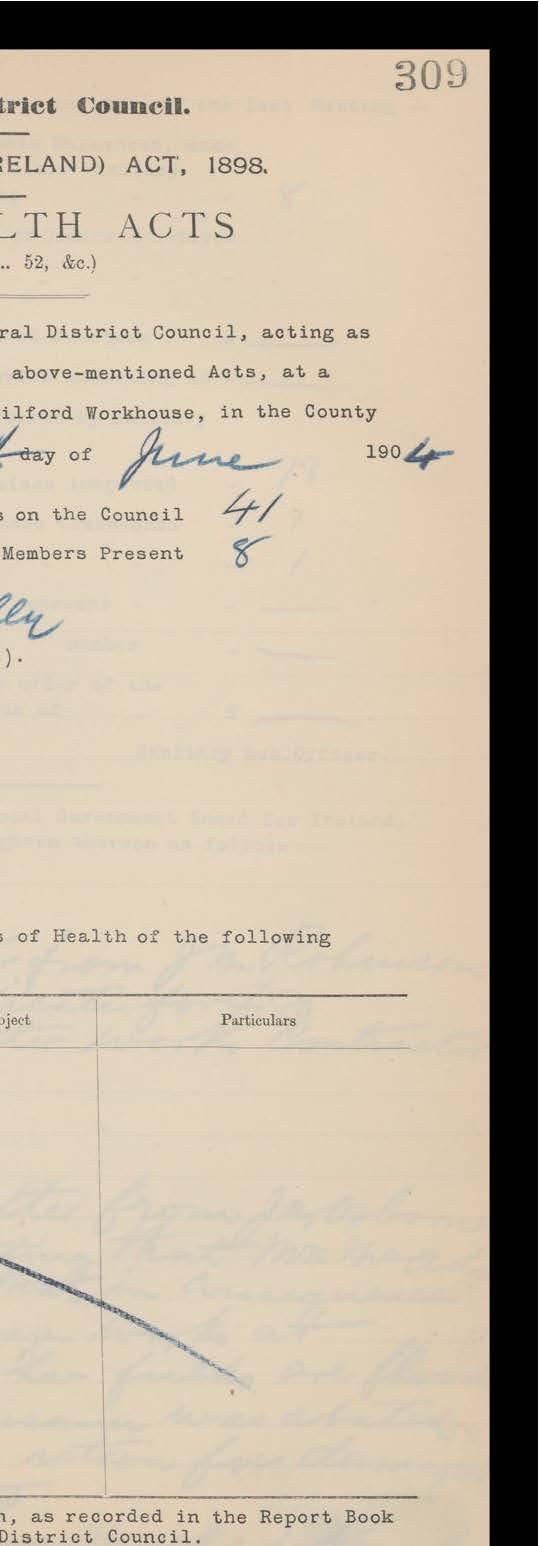 309
trict Council.
RELAND) ACT, 1898.
LTH ACTS
.. 52, &c.)
ral District Council, acting as
above-mentioned Acts, at a
ilford Workhouse, in the County
day of June 1904
s on the Council 41
Members Present 8
lly
).
s of Health of the following
bject Particulars
n, as recorded in the Report Book
District Council.